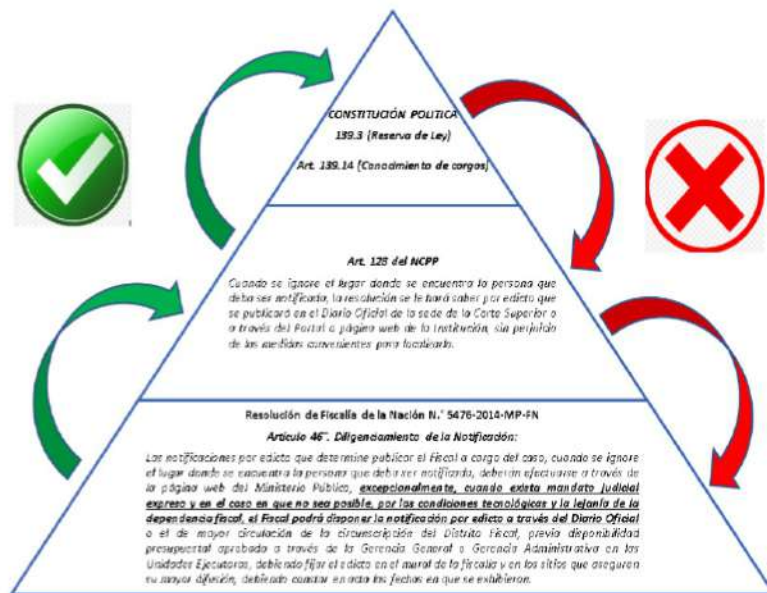 CONSTITUCIÓN POLITICA
139.3 (Reserva de Ley)
Art. 139.14 (Conocimiento de cargos)
Art. 128 del NCPP
Cuando se ignore el lugar donde se encuentra la persona que
deba ser notificada, la resolución se le hará saber por edicto que
se publicará en el Diario Oficial de la sede de la Corte Superior o
a través del Portal o página web de la Institución, sin perjuicio
de las medidas convenientes para localizarlo.
Resolución de Fiscalía de la Nación N.° 5476-2014-MP-FN
Artículo 46°. Diligenciamiento de la Notificación:
Las notificaciones por edicto que determine publicar el Fiscal a cargo del caso, cuando se ignore
el lugar donde se encuentra la persona que deba ser notificada, deberán efectuarse a través de
la página web del Ministerio Público, excepcionalmente, cuando exista mandato judicial
expreso y en el caso en que no sea posible, por las condiciones tecnológicas y la lejanía de la
dependencia fiscal, el Fiscal podrá disponer la notificación por edicto a través del Diario Oficial
o el de mayor circulación de la circunscripción del Distrito Fiscal, previa disponibilidad
presupuestal aprobada a través de la Gerencia General o Gerencia Administrativa en las
Unidades Ejecutoras, debiendo fijar el edicto en el mural de la fiscalía y en los sitios que aseguren
su mayor difusión, debiendo constar en acta las fechas en que se exhibieron.